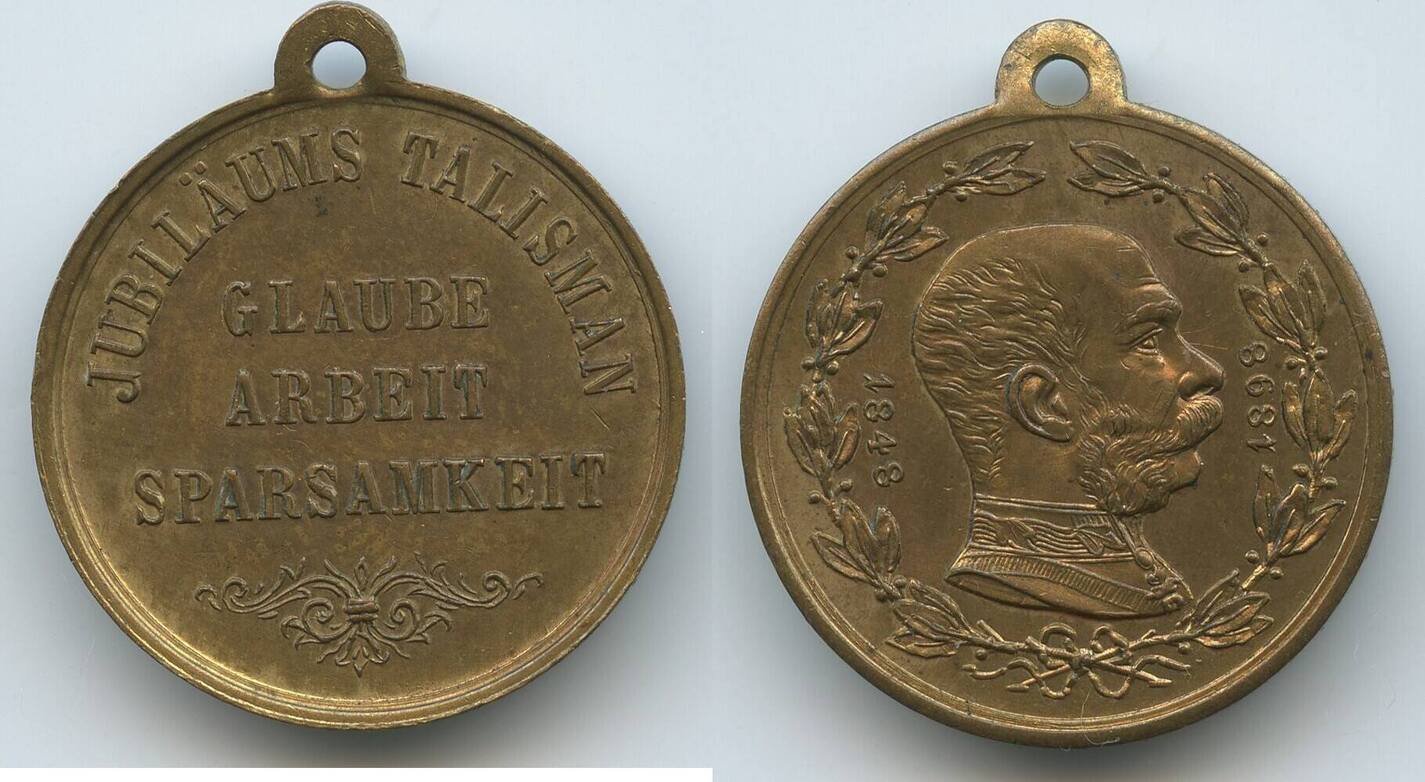 JUBILÄUMS TALISMAN
GLAUBE
ARBEIT
SPARSAMKEIT
1848
1898